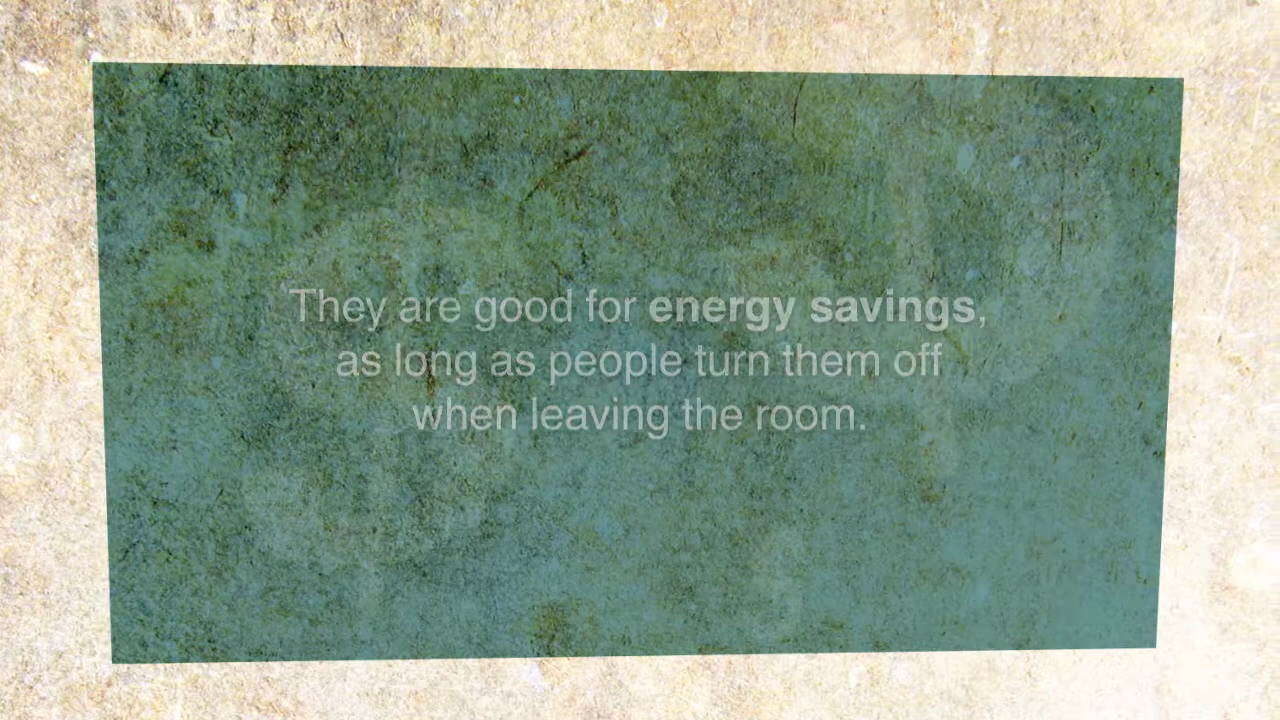 They are good for energy savings,
as long as people turn them off
when leaving the room.